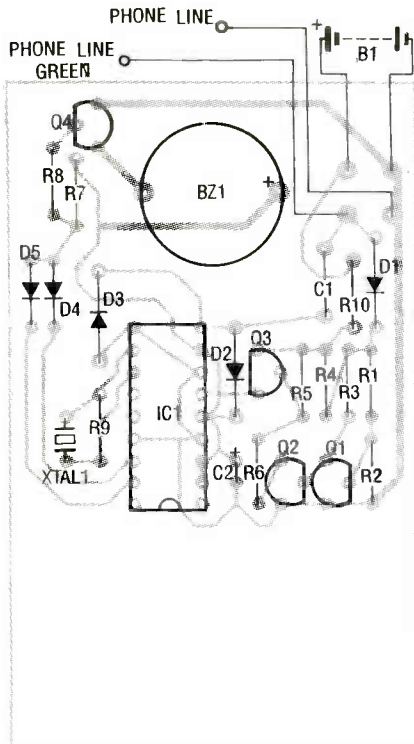 PHONE LINE
+
B1
PHONE LINE
GREEN
Q4
R8
R7
BZ1
+
D5
D4
D3
C1
R10
D1
D2
Q3
IC1
R5
R4
R3
R1
R9
XTAL1
+
C2
R6
Q2
Q1
R2